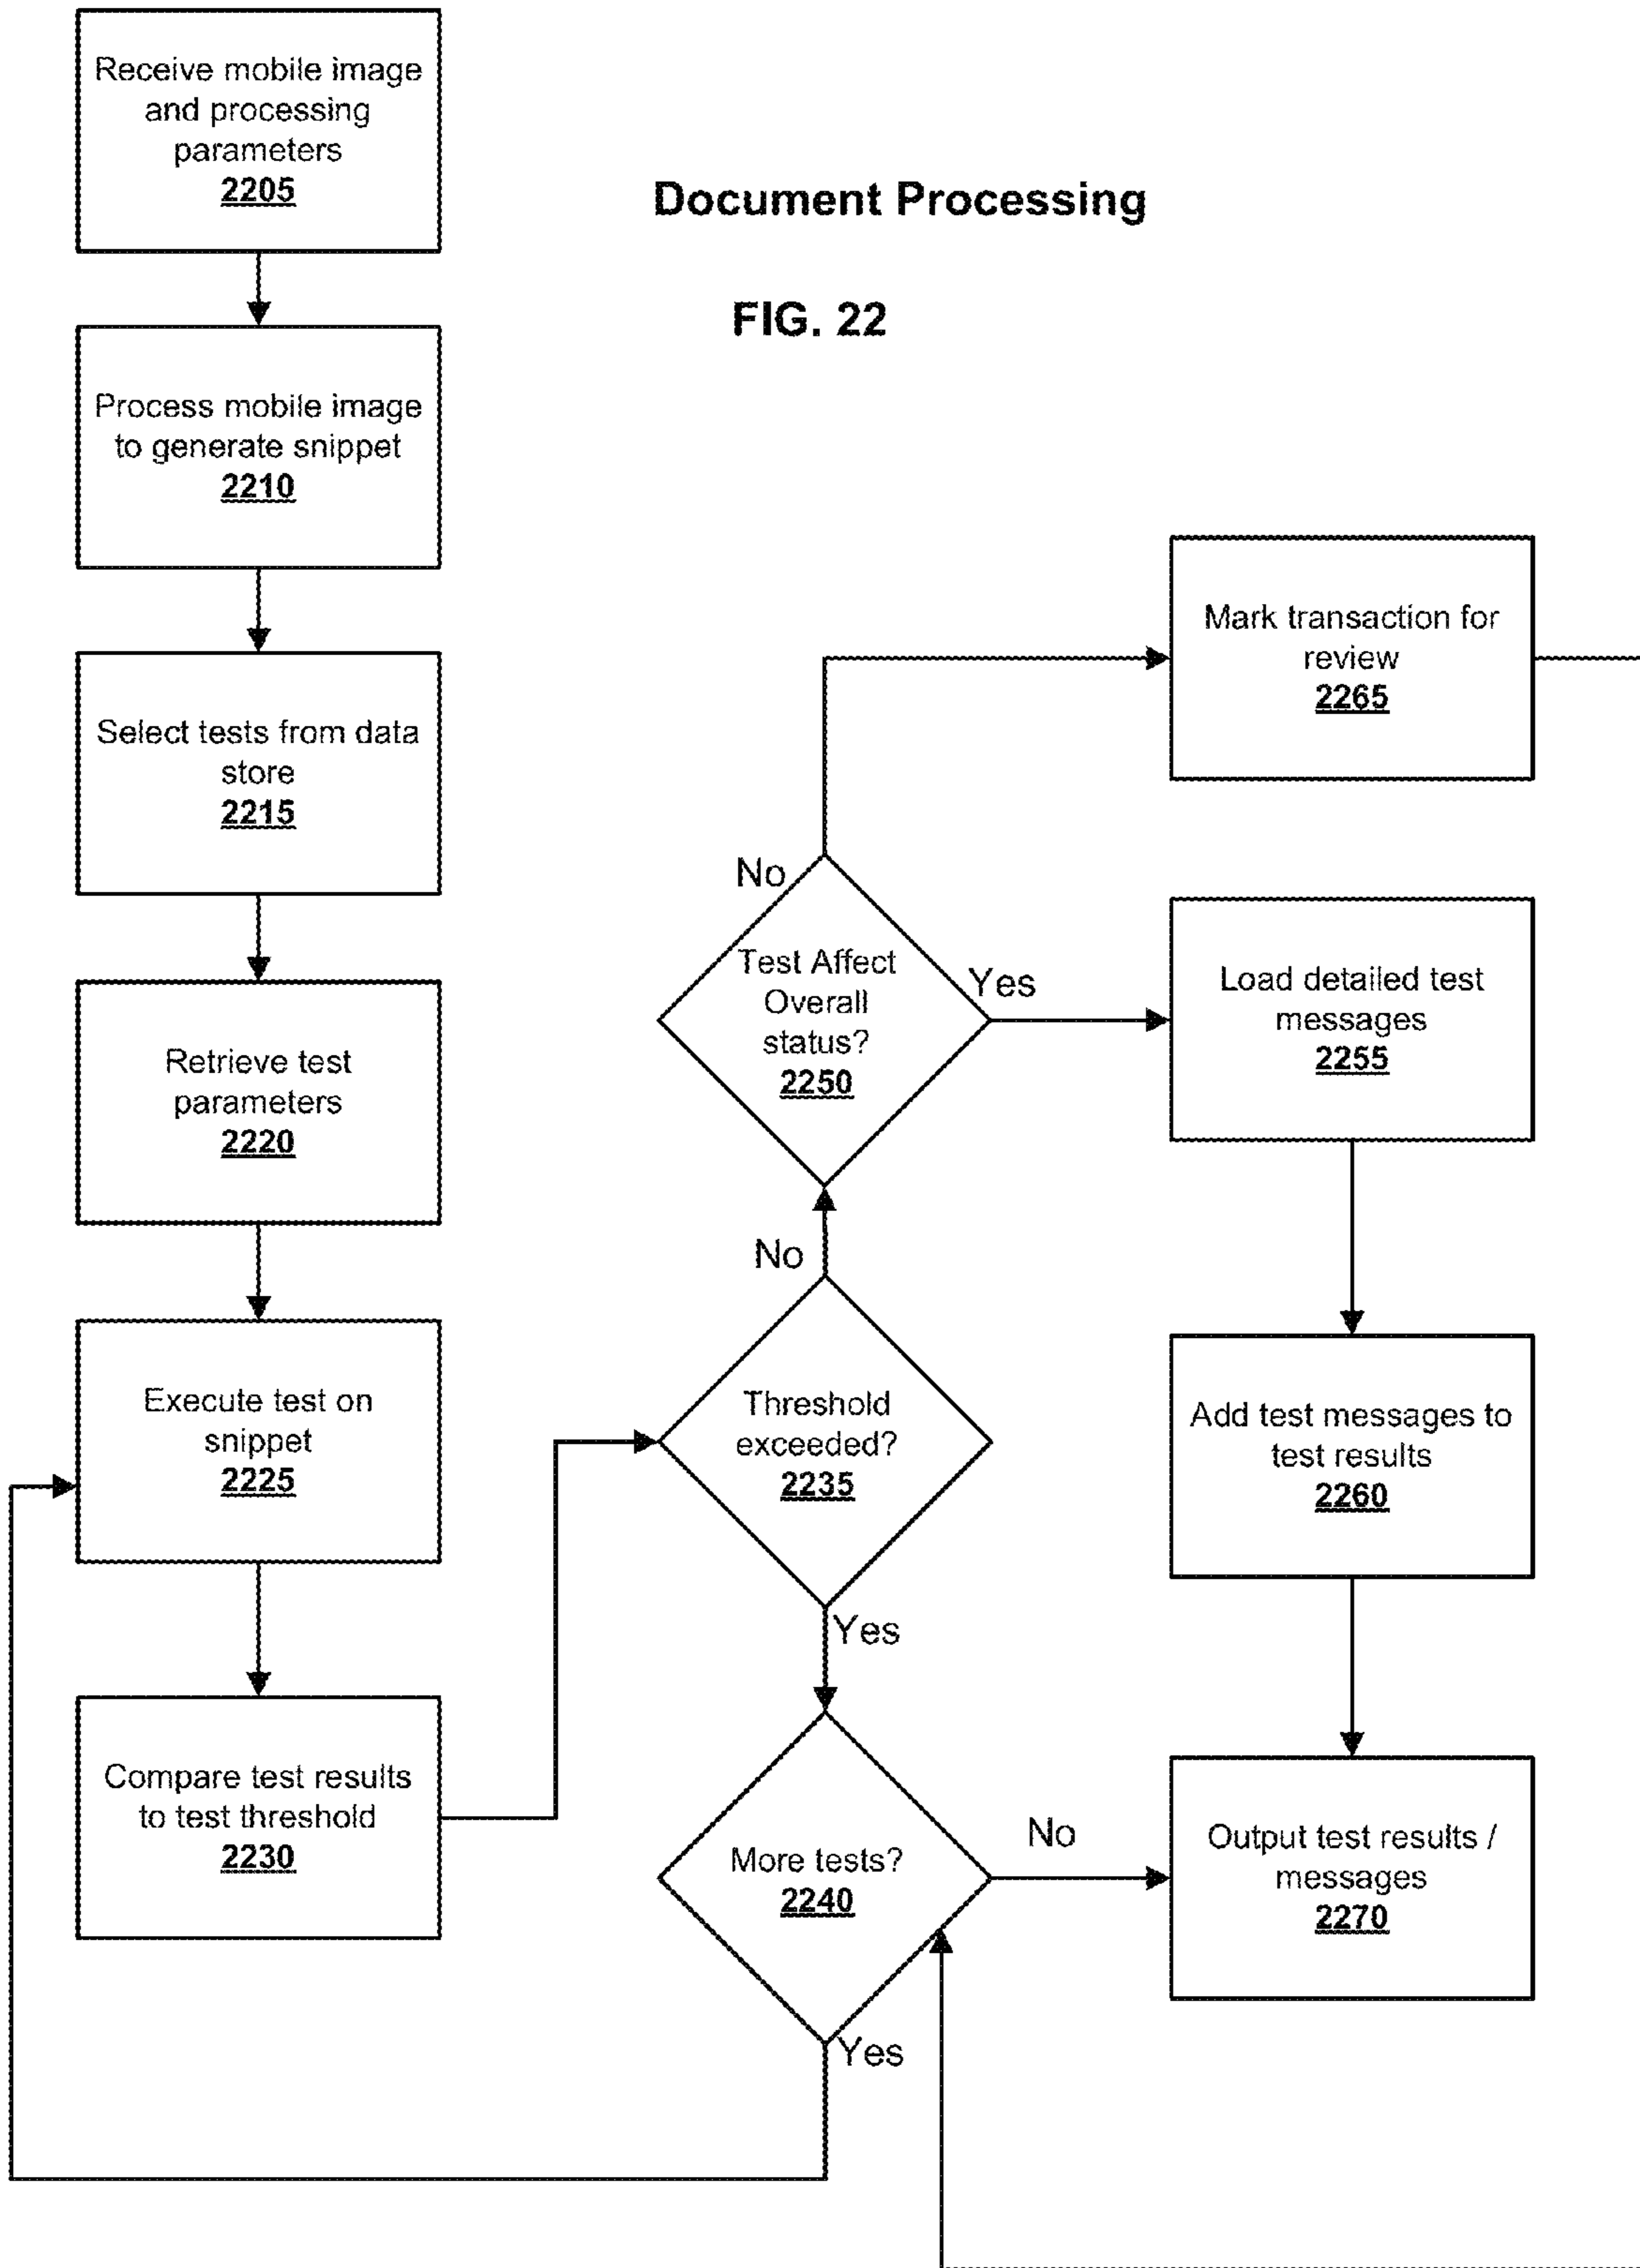 Receive mobile image
and processing
parameters
2205
Document Processing
FIG. 22
Process mobile image
to generate snippet
2210
Select tests from data
store
2215
Retrieve test
parameters
2220
Execute test on
snippet
2225
Compare test results
to test threshold
2230
Threshold
exceeded?
2235
No
Yes
Test Affect
Overall
status?
2250
No
Yes
Mark transaction for
review
2265
Load detailed test
messages
2255
Add test messages to
test results
2260
More tests?
2240
No
Yes
Output test results /
messages
2270